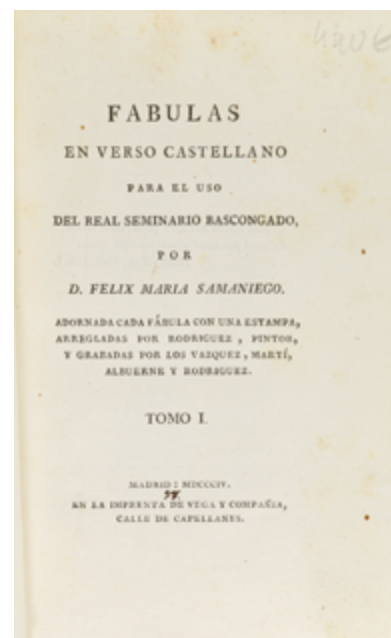 FABULAS
EN VERSO CASTELLANO
PARA EL USO
DEL REAL SEMINARIO BASCONGADO,
POR
D. FELIX MARIA SAMANIEGO.
ADORNADA CADA FÁBULA CON UNA ESTAMPA,
ARREGLADAS POR RODRIGUEZ, PINTOR,
Y GRABADAS POR LOS VAZQUEZ, MARTÍ,
ALBUERNE Y RODRIGUEZ.
TOMO I.
MADRID: MDCCCIV.
EN LA IMPRENTA DE VEGA Y COMPAÑIA,
CALLE DE CAPELLANES.